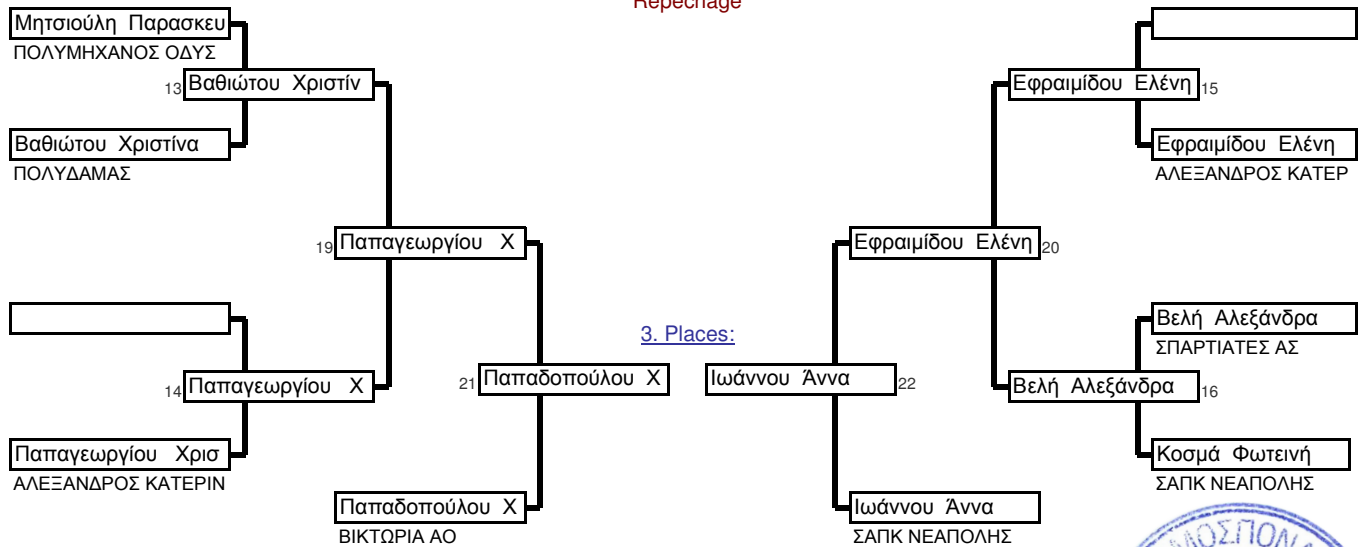 Repechage
Μητσιούλη Παρασκευ
ΠΟΛΥΜΗΧΑΝΟΣ ΟΔΥΣ
13 Βαθιώτου Χριστίν
Εφραιμίδου Ελένη 15
Βαθιώτου Χριστίνα
ΠΟΛΥΔΑΜΑΣ
Εφραιμίδου Ελένη
ΑΛΕΞΑΝΔΡΟΣ ΚΑΤΕΡ
19 Παπαγεωργίου Χ
Εφραιμίδου Ελένη 20
3. Places:
Βελή Αλεξάνδρα
ΣΠΑΡΤΙΑΤΕΣ ΑΣ
14 Παπαγεωργίου Χ
21 Παπαδοπούλου Χ
Ιωάννου Άννα 22
Βελή Αλεξάνδρα 16
Παπαγεωργίου Χρισ
ΑΛΕΞΑΝΔΡΟΣ ΚΑΤΕΡΙΝ
Κοσμά Φωτεινή
ΣΑΠΚ ΝΕΑΠΟΛΗΣ
Παπαδοπούλου Χ
ΒΙΚΤΩΡΙΑ ΑΟ
Ιωάννου Άννα
ΣΑΠΚ ΝΕΑΠΟΛΗΣ